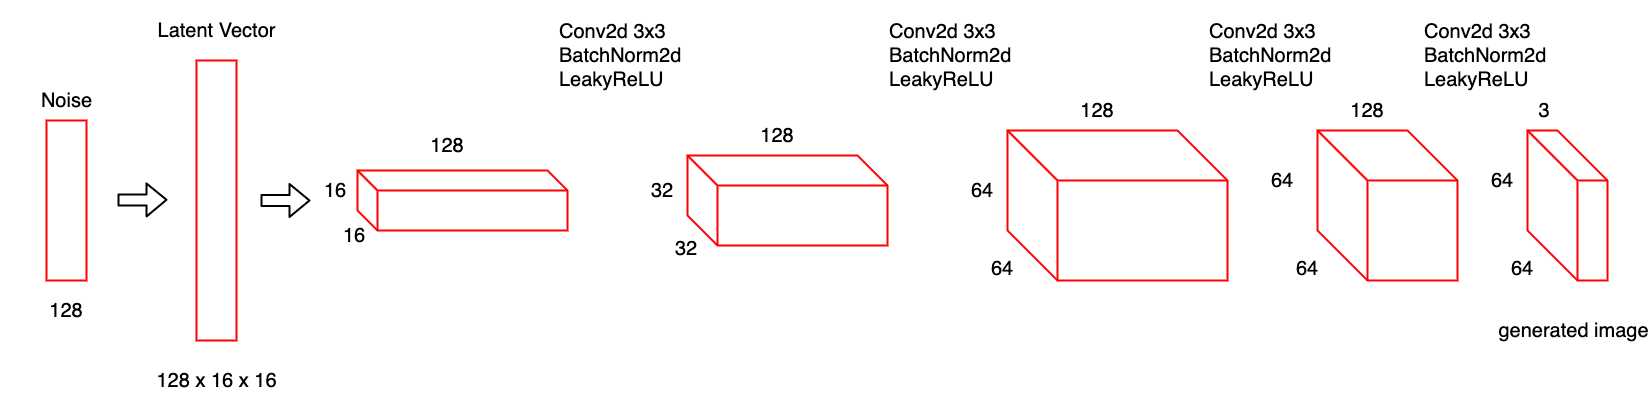 Noise
128
Latent Vector
128 x 16 x 16
128
16
16
Conv2d 3x3
BatchNorm2d
LeakyReLU
128
32
32
Conv2d 3x3
BatchNorm2d
LeakyReLU
128
64
64
Conv2d 3x3
BatchNorm2d
LeakyReLU
128
64
64
Conv2d 3x3
BatchNorm2d
LeakyReLU
3
64
64
generated image